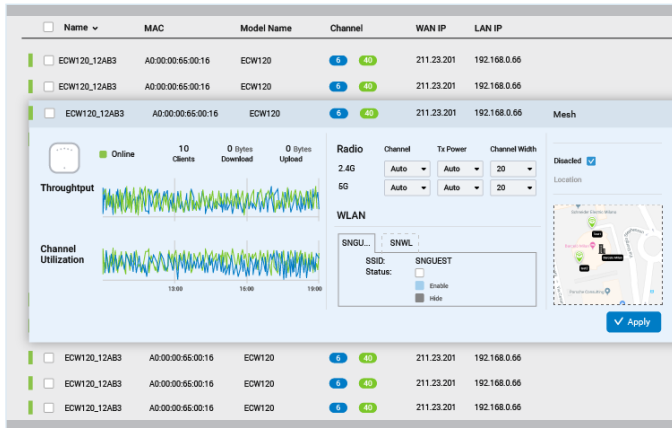 Name MAC Model Name Channel WAN IP LAN IP
ECW120_12AB3 A0:00:00:65:00:16 ECW120 6 40 211.23.201 192.168.0.66
ECW120_12AB3 A0:00:00:65:00:16 ECW120 6 40 211.23.201 192.168.0.66
ECW120_12AB3 A0:00:00:65:00:16 ECW120 6 40 211.23.201 192.168.0.66 Mesh
Online
10 Clients
0 Bytes Download
0 Bytes Upload
Throughtput
Channel Utilization
13:00 16:00 19:00
Radio Channel Tx Power Channel Width
2.4G Auto Auto 20
5G Auto Auto 20
WLAN
SNGU... SNWL
SSID: SNGUEST
Status:
Enable
Hide
Disacled
Location
Apply
ECW120_12AB3 A0:00:00:65:00:16 ECW120 6 40 211.23.201 192.168.0.66
ECW120_12AB3 A0:00:00:65:00:16 ECW120 6 40 211.23.201 192.168.0.66
ECW120_12AB3 A0:00:00:65:00:16 ECW120 6 40 211.23.201 192.168.0.66